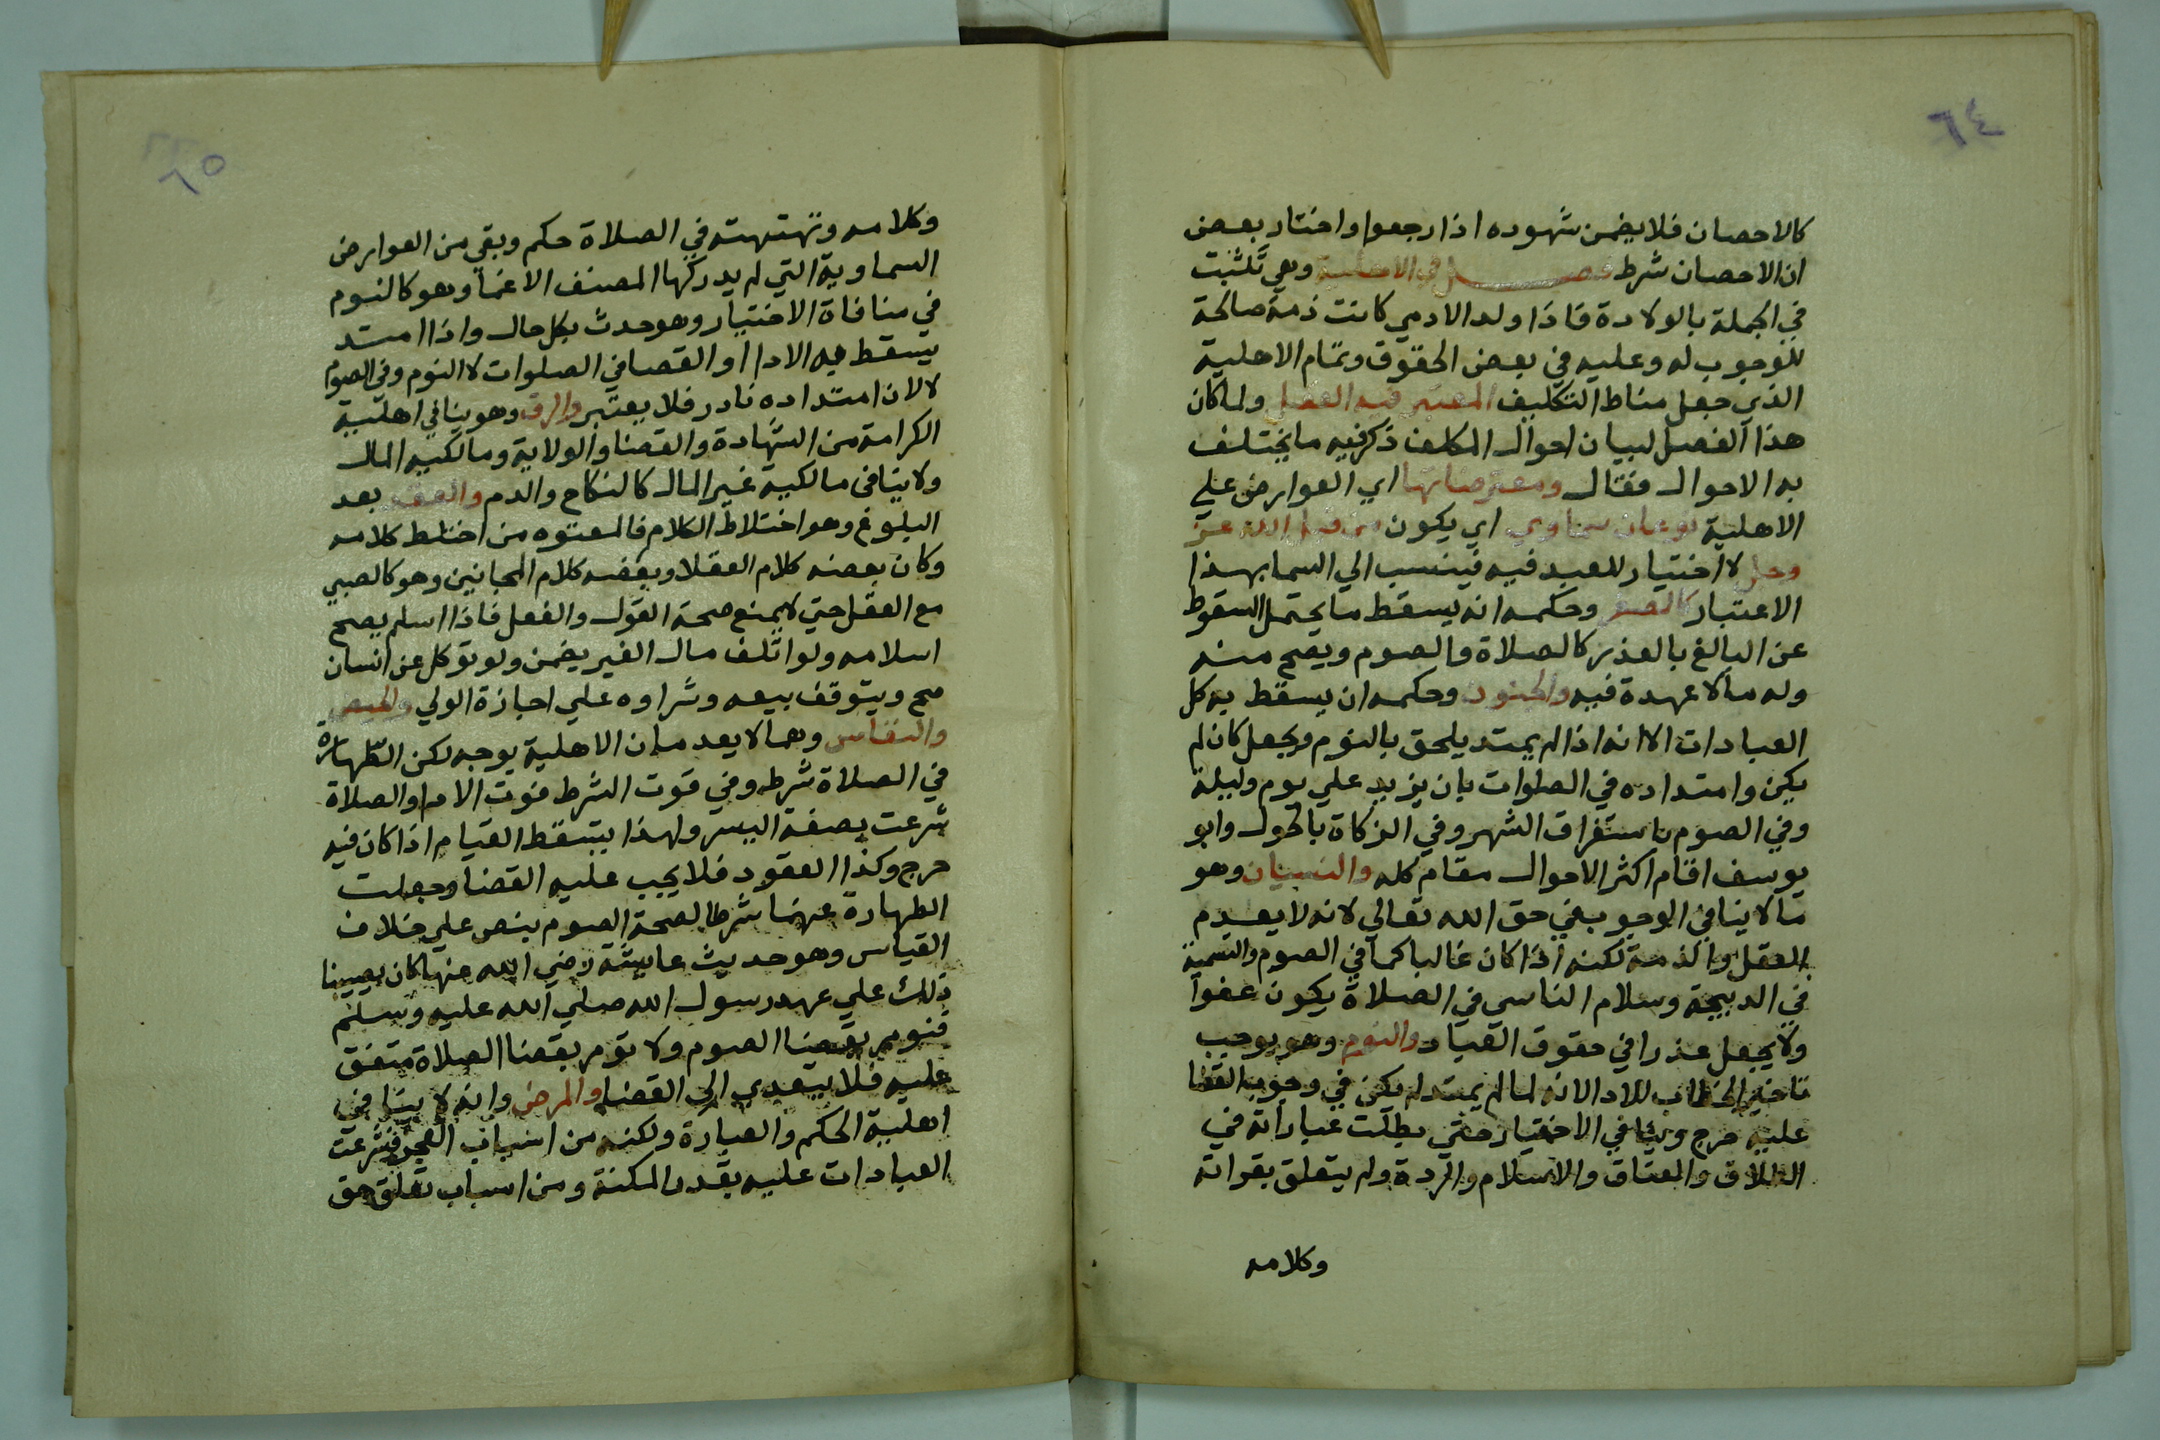 ٦٤
كالاحصان فلا يضمن شهوده اذا رجعوا واختار بعض
ان الاحصان شرط فصل في الاهلية وهي تثبت
في الجملة بالولادة فاذا ولد الادمي كانت ذمة صالحة
للوجوب له وعليه في بعض الحقوق وتمام الاهلية
الذي جعل مناط التكليف المعتبر فيه العقل ولما كان
هذا الفصل لبيان احوال المكلف ذكر فيه ما يختلف
به الاحوال فقال ومعترضاتها اي العوارض علي
الاهلية نوعان سماوي اي يكون من قبل الله عز
وجل لا اختيار للعبد فيه فينسب الي السما بهذا
الاعتبار كالصغر وحكمه انه يسقط ما يحتمل السقوط
عن البالغ بالعذر كالصلاة والصوم ويصح منه
وله ما لا عهدة فيه والجنون وحكمه ان يسقط به كل
العبادات الا انه اذا لم يمتد يلحق بالنوم ويجعل كان لم
يكن وامتداده في الصلوات بان يزيد علي يوم وليلة
وفي الصوم باستغراق الشهر وفي الزكاة بالحول وابو
يوسف اقام اكثر الاحوال مقام كله والنسيان وهو
مما لا ينافي الوجوب في حق الله تعالي لانه لا يعدم
العقل والذمة لكنه اذا كان غالبا كما في الصوم والتسمية
في الدبيحة وسلام الناسي في الصلاة يكون عفوا
ولا يجعل عذرا في حقوق العباد والنوم وهو يوجب
تاخير الخطاب للادا لانه لما لم يمتد لم يكن في وجوب القضا
عليه حرج وينافي الاختيار حتي بطلت عباراته في
الطلاق والعتاق والاسلام والردة ولم يتعلق بقراته
وكلامه
٦٥
وكلامه وتهتهته في الصلاة حكم وبقي من العوارض
السماوية التي لم يدركها المصنف الاغما وهو كالنوم
في منافاة الاختيار وهو حدث بكل حال واذا امتد
يسقط به الادا او القضا في الصلوات لا النوم وفي الصوم
لا لان امتداده نادر فلا يعتبر والرق وهو ينافي اهلية
الكرامة من الشهادة والقضا والولاية ومالكيه المال
ولا ينافي مالكية غير المال كالنكاح والدم والعته بعد
البلوغ وهو اختلاط الكلام فالمعتوه من اختلط كلامه
وكان بعضه كلام العقلا وبعضه كلام المجانين وهو كالصبي
مع العقل حتي لا يمنع صحة القول والفعل فاذا اسلم يصح
اسلامه ولو اتلف مال الغير يضمن ولو توكل عن انسان
صح ويتوقف بيعه وشراوه علي اجازة الولي والحيض
والنفاس وهما لا يعدمان الاهلية بوجه لكن الطهارة
في الصلاة شرط وفي فوت الشرط فوت الادا والصلاة
شرعت بصفة اليسر ولهذا يسقط القيام اذا كان فيه
حرج وكذا القعود فلا يجب عليه القضا وجعلت
الطهارة عنهما شرطا لصحة الصوم بنص علي خلاف
القياس وهو حديث عايشة رضي الله عنها كان يصيبنا
ذلك علي عهد رسول الله صلي الله عليه وسلم
فنومر بقضا الصوم ولا نومر بقضا الصلاة متفق
عليه فلا يتعدي الي القضا والمرض وانه لا ينافي
اهلية الحكم والعبارة ولكنه من اسباب العجز فشرعت
العبادات عليه بقدر المكنة ومن اسباب تعلق حق